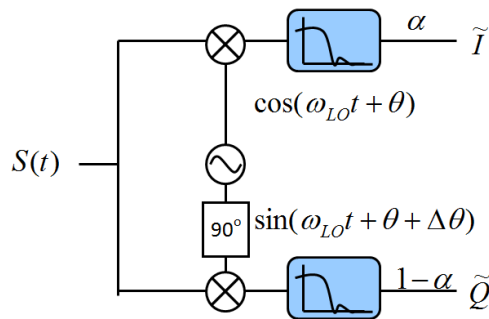 α
Ĩ
cos(ω_LO t + θ)
S(t)
90°
sin(ω_LO t + θ + Δθ)
1−α
Q̃